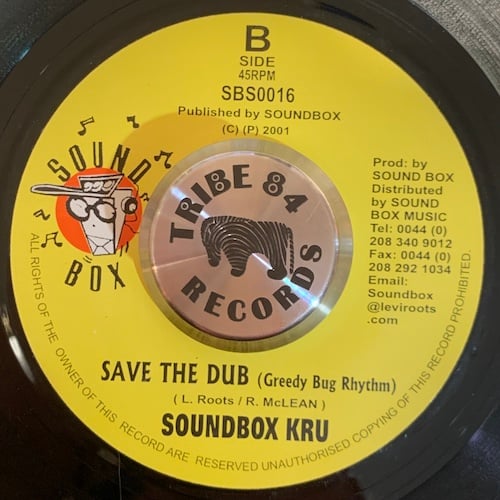 B
SIDE
45RPM
SBS0016
Published by SOUNDBOX
(C) (P) 2001
SOUND
BOX
TRIBE 84
RECORDS
Prod: by
SOUND BOX
Distributed
by SOUND
BOX MUSIC
Tel: 0044 (0)
208 340 9012
Fax: 0044 (0)
208 292 1034
Email:
Soundbox
@leviroots
.com
SAVE THE DUB (Greedy Bug Rhythm)
( L. Roots / R. McLEAN )
SOUNDBOX KRU
ALL RIGHTS OF THE OWNER OF THIS RECORD ARE RESERVED UNAUTHORISED COPYING OF THIS RECORD PROHIBITED.